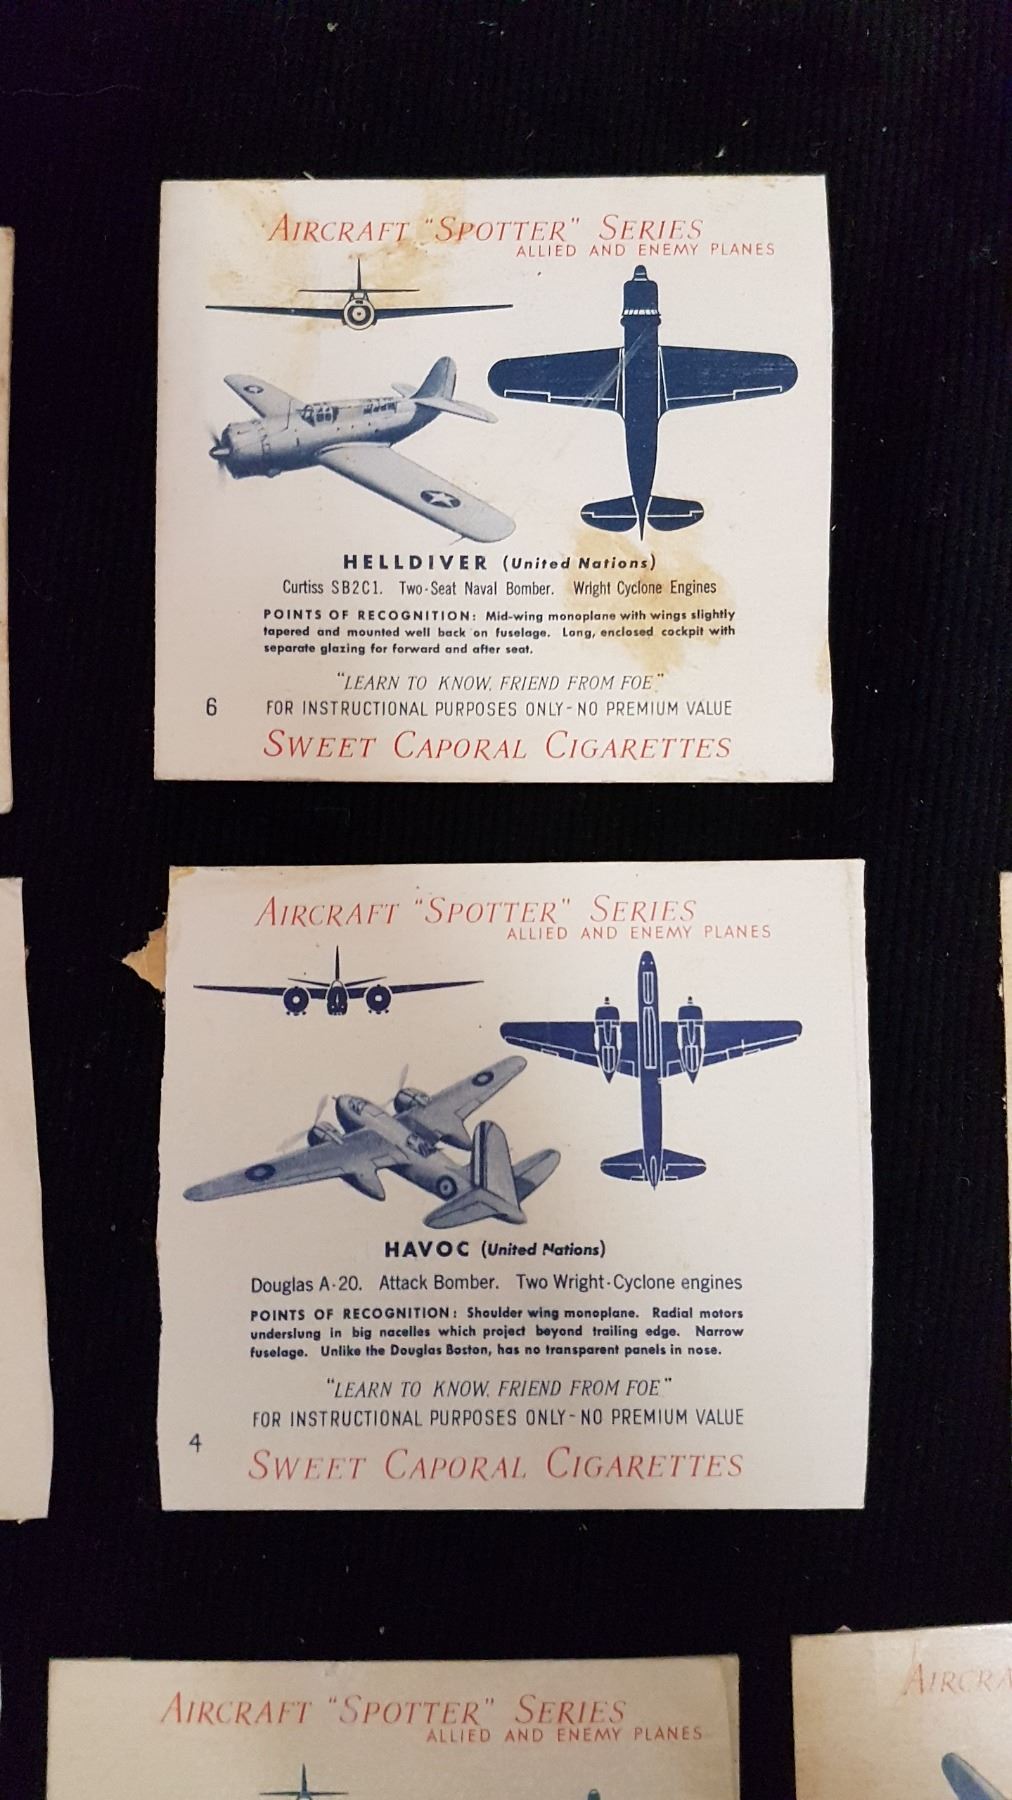 AIRCRAFT "SPOTTER" SERIES
ALLIED AND ENEMY PLANES
HELLDIVER (United Nations)
Curtiss SB2C1. Two-Seat Naval Bomber. Wright Cyclone Engines
POINTS OF RECOGNITION: Mid-wing monoplane with wings slightly
tapered and mounted well back on fuselage. Long, enclosed cockpit with
separate glazing for forward and after seat.
"LEARN TO KNOW, FRIEND FROM FOE"
6 FOR INSTRUCTIONAL PURPOSES ONLY-NO PREMIUM VALUE
SWEET CAPORAL CIGARETTES
AIRCRAFT "SPOTTER" SERIES
ALLIED AND ENEMY PLANES
HAVOC (United Nations)
Douglas A-20. Attack Bomber. Two Wright-Cyclone engines
POINTS OF RECOGNITION: Shoulder wing monoplane. Radial motors
underslung in big nacelles which project beyond trailing edge. Narrow
fuselage. Unlike the Douglas Boston, has no transparent panels in nose.
"LEARN TO KNOW, FRIEND FROM FOE"
FOR INSTRUCTIONAL PURPOSES ONLY-NO PREMIUM VALUE
4
SWEET CAPORAL CIGARETTES
AIRCRAFT "SPOTTER" SERIES
ALLIED AND ENEMY PLANES
AIRCRA